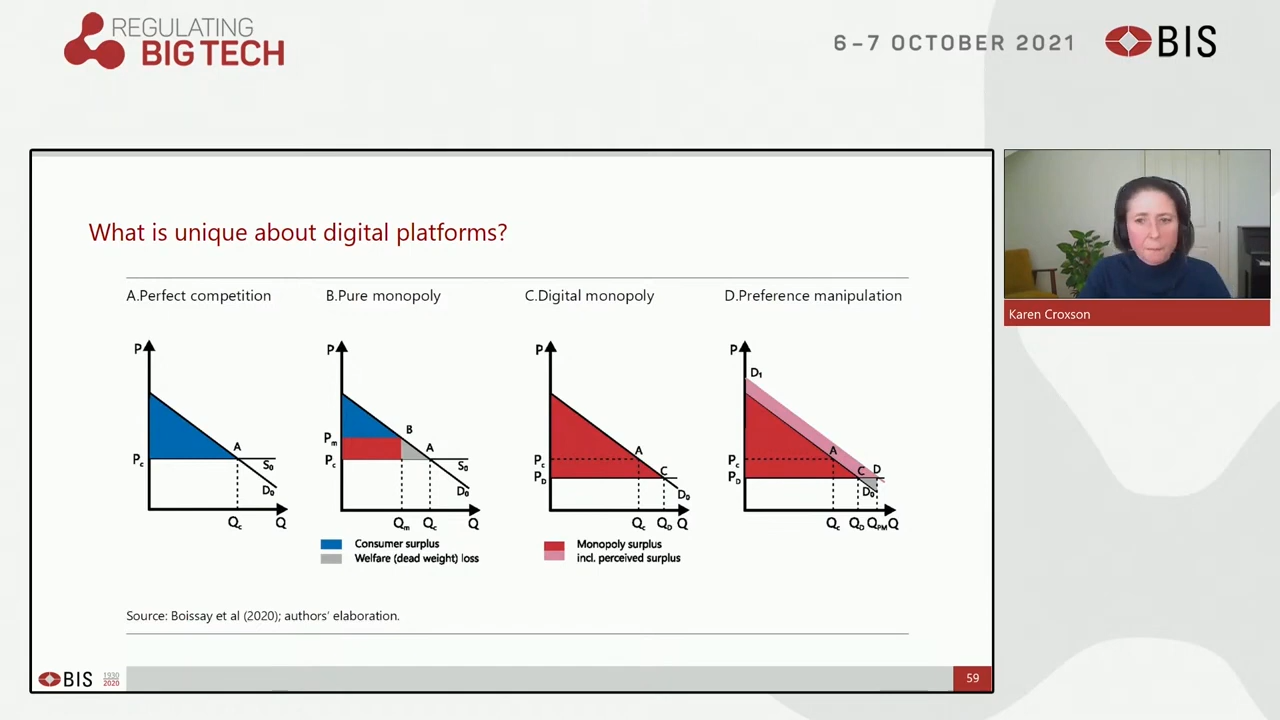 REGULATING
BIG TECH
6–7 OCTOBER 2021
BIS
What is unique about digital platforms?
A.Perfect competition
B.Pure monopoly
C.Digital monopoly
D.Preference manipulation
P
Pc
A
S0
D0
Qc
Q
P
Pm
Pc
B
A
S0
D0
Qm
Qc
Q
P
Pc
PD
A
C
D0
Qc
QD
Q
P
D1
Pc
PD
A
C
D
D0
Qc
QD
QPM
Q
Consumer surplus
Welfare (dead weight) loss
Monopoly surplus
incl. perceived surplus
Source: Boissay et al (2020); authors' elaboration.
BIS
1930
2020
59
Karen Croxson